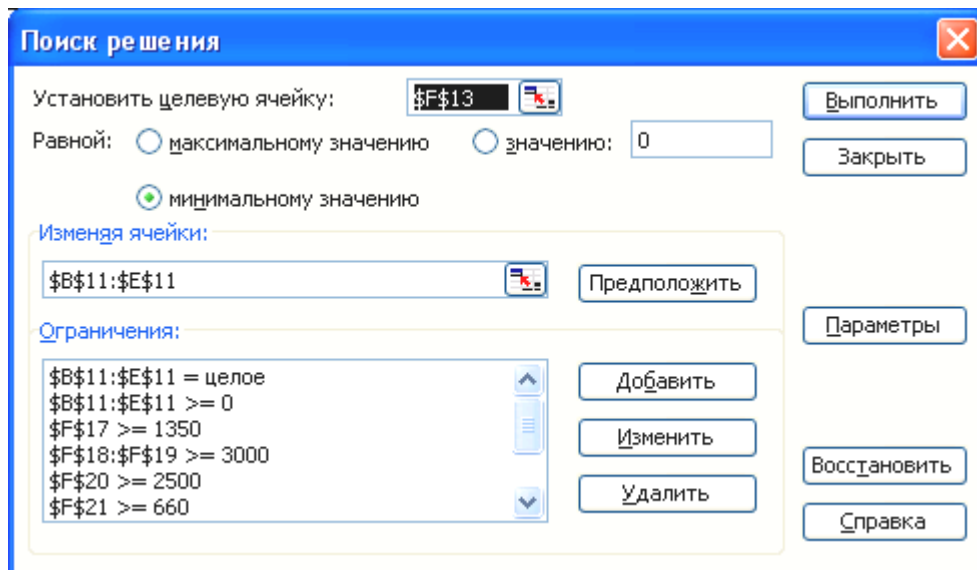 Поиск решения
Установить целевую ячейку: $F$13
Выполнить
Равной: максимальному значению значению: 0
Закрыть
минимальному значению
Изменяя ячейки:
$B$11:$E$11
Предположить
Ограничения:
Параметры
$B$11:$E$11 = целое
$B$11:$E$11 >= 0
$F$17 >= 1350
$F$18:$F$19 >= 3000
$F$20 >= 2500
$F$21 >= 660
Добавить
Изменить
Удалить
Восстановить
Справка